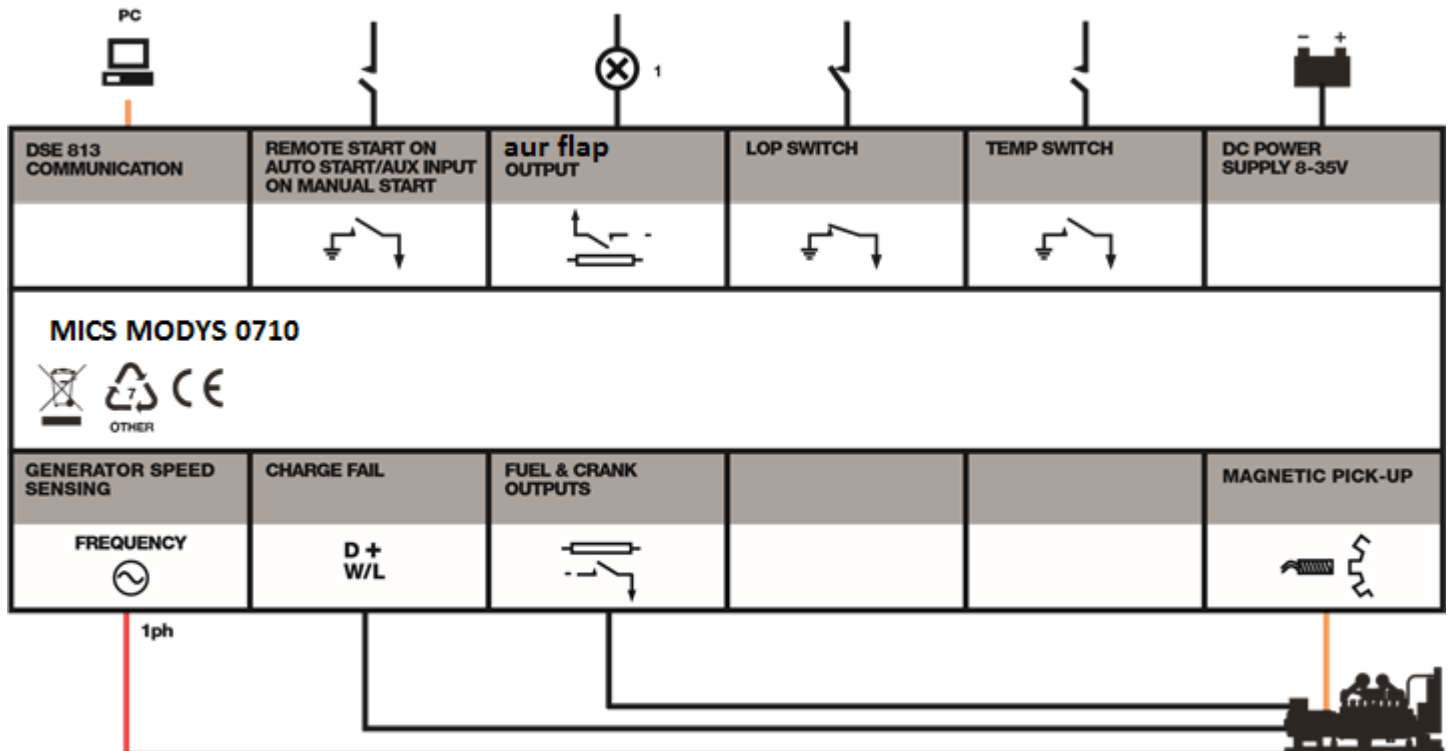 PC
1
- +
DSE 813
COMMUNICATION
REMOTE START ON
AUTO START/AUX INPUT
ON MANUAL START
aur flap
OUTPUT
LOP SWITCH
TEMP SWITCH
DC POWER
SUPPLY 8-35V
MICS MODYS 0710
7
OTHER
CE
GENERATOR SPEED
SENSING
CHARGE FAIL
FUEL & CRANK
OUTPUTS
MAGNETIC PICK-UP
FREQUENCY
D +
W/L
1ph